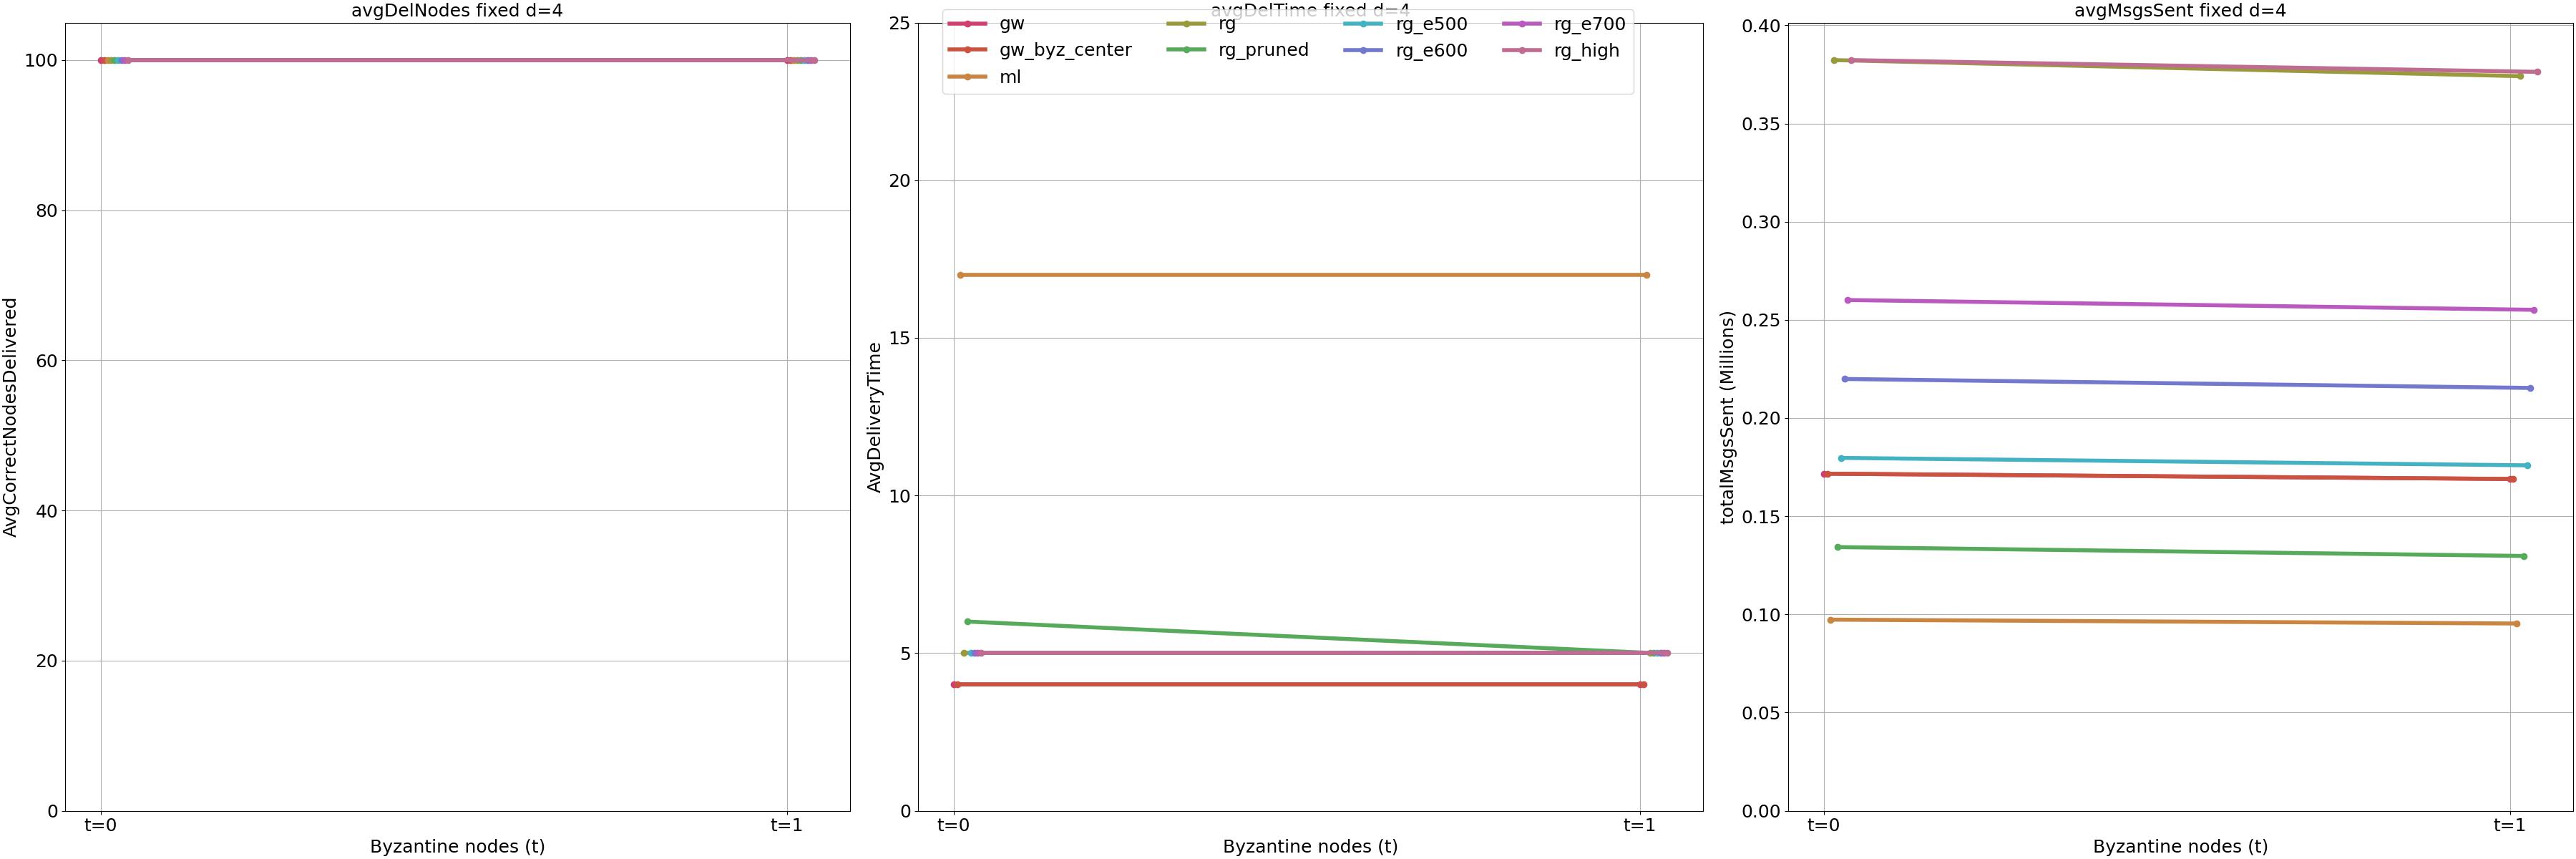 avgDelNodes fixed d=4
AvgCorrectNodesDelivered
100
80
60
40
20
0
t=0
t=1
Byzantine nodes (t)
avgDelTime fixed d=4
gw
gw_byz_center
ml
rg
rg_pruned
rg_e500
rg_e600
rg_e700
rg_high
AvgDeliveryTime
25
20
15
10
5
0
t=0
t=1
Byzantine nodes (t)
avgMsgsSent fixed d=4
totalMsgsSent (Millions)
0.40
0.35
0.30
0.25
0.20
0.15
0.10
0.05
0.00
t=0
t=1
Byzantine nodes (t)